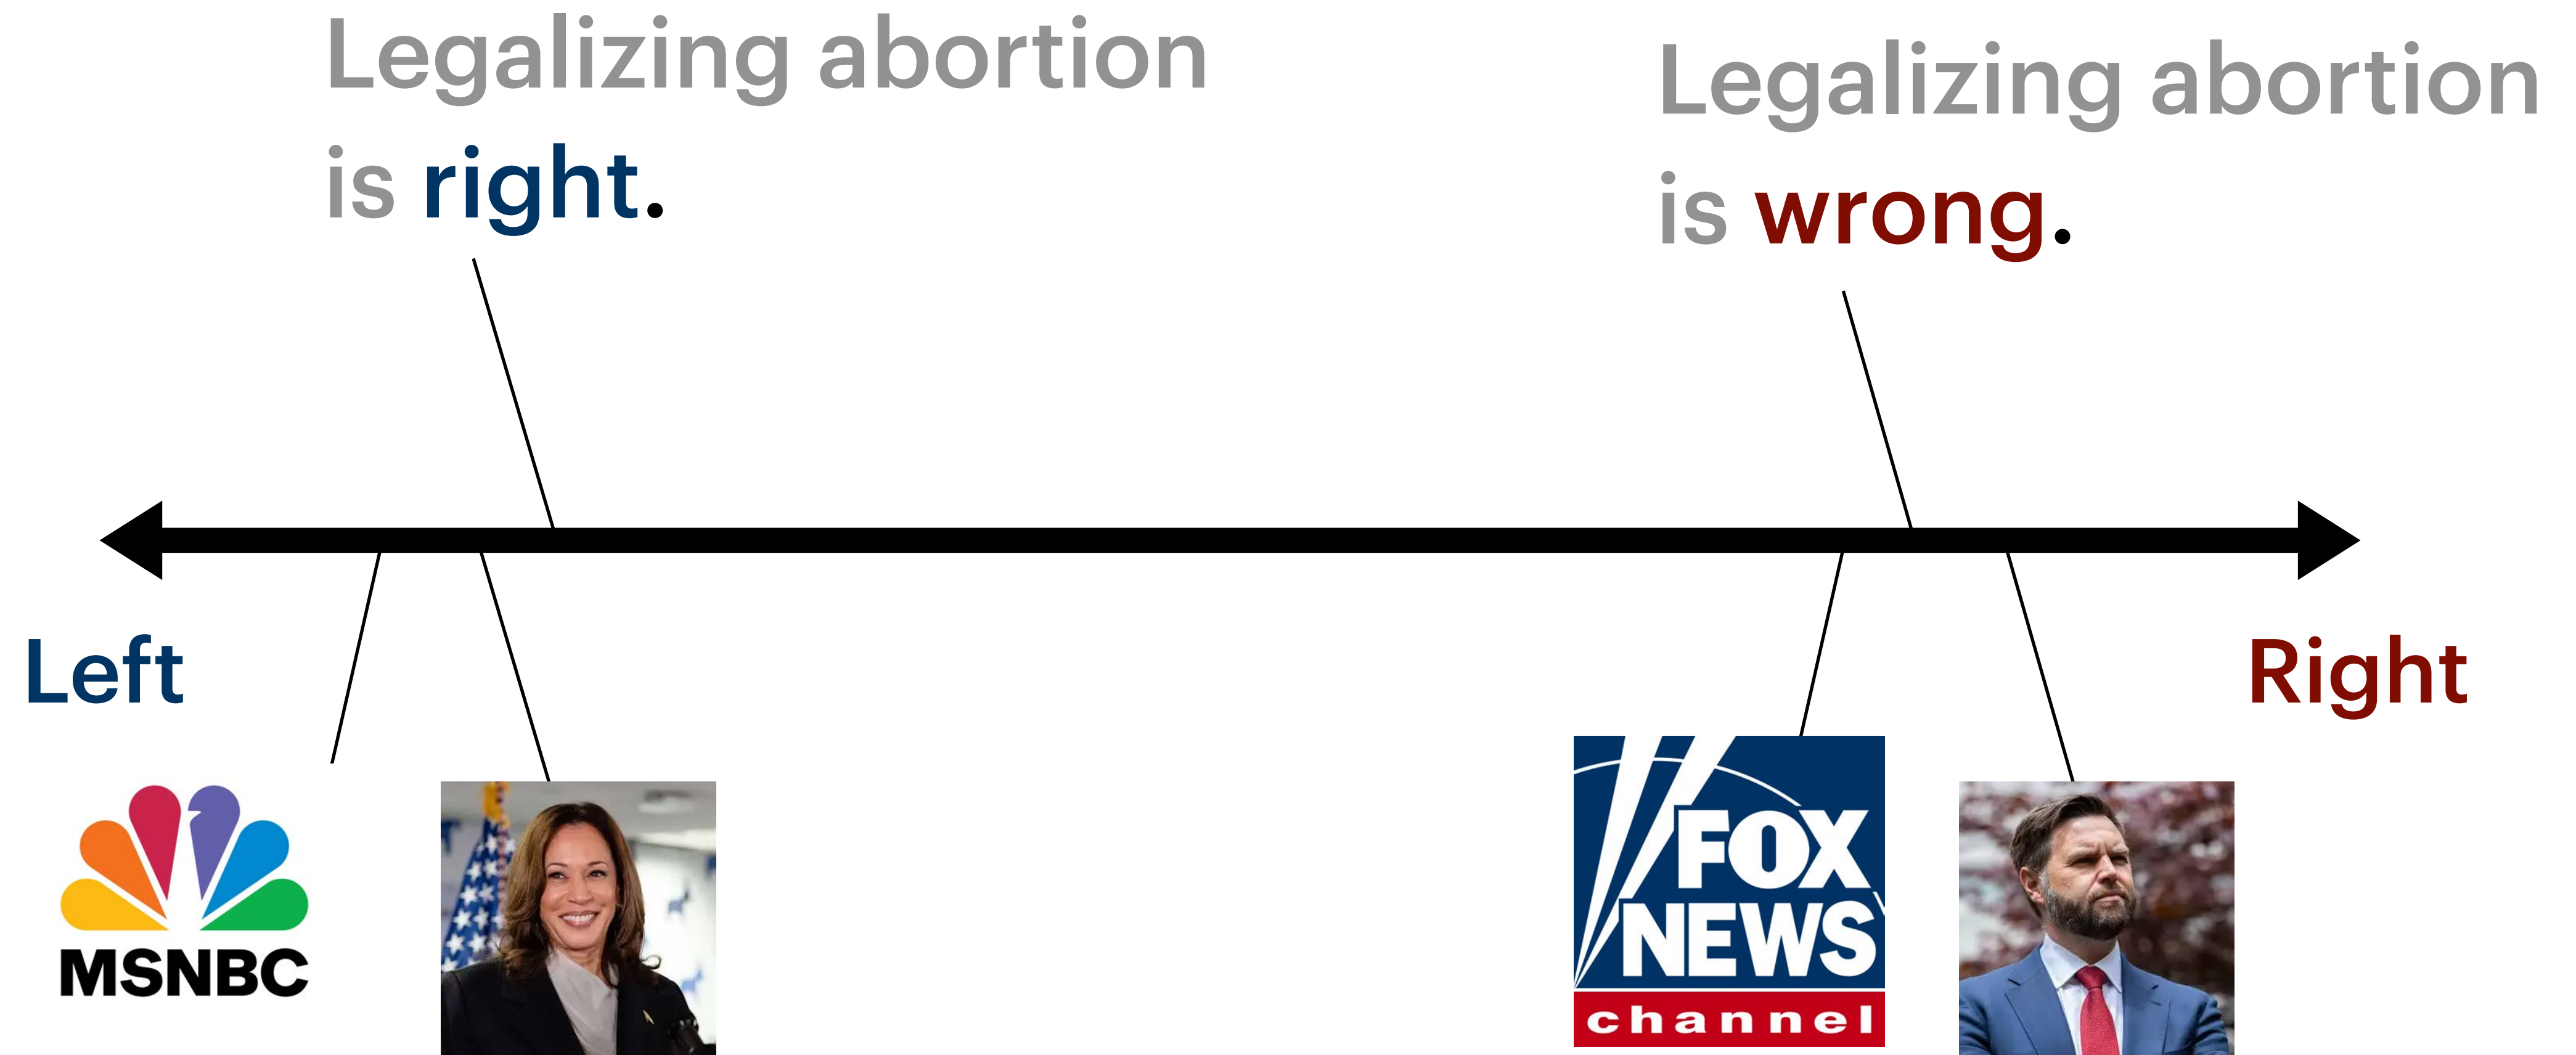 Legalizing abortion
is right.
Legalizing abortion
is wrong.
Left
Right
MSNBC
FOX
NEWS
channel